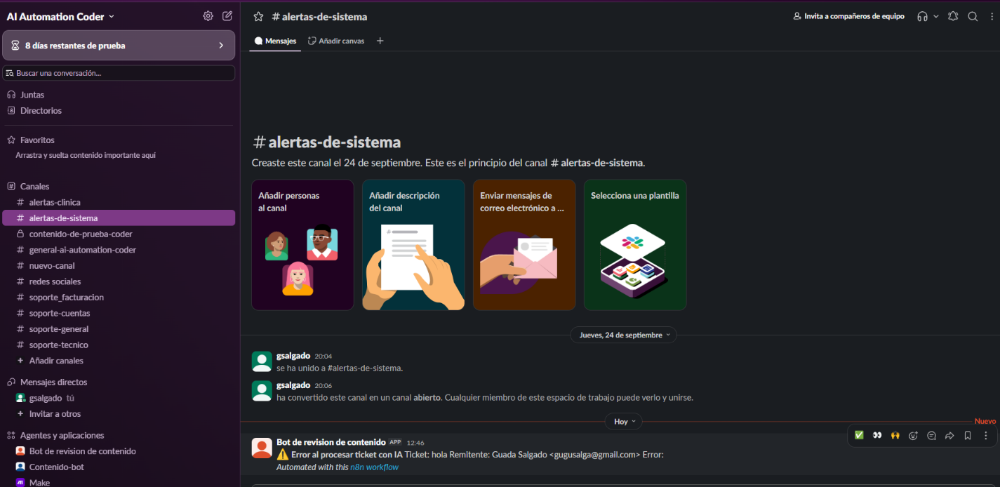 AI Automation Coder
8 días restantes de prueba
Buscar una conversación...
Juntas
Directorios
Favoritos
Arrastra y suelta contenido importante aquí
Canales
# alertas-clinica
# alertas-de-sistema
contenido-de-prueba-coder
# general-ai-automation-coder
# nuevo-canal
# redes sociales
# soporte_facturacion
# soporte-cuentas
# soporte-general
# soporte-tecnico
+ Añadir canales
Mensajes directos
gsalgado tú
+ Invitar a otros
Agentes y aplicaciones
Bot de revision de contenido
Contenido-bot
Make
# alertas-de-sistema
Invita a compañeros de equipo
Mensajes
Añadir canvas
+
# alertas-de-sistema
Creaste este canal el 24 de septiembre. Este es el principio del canal # alertas-de-sistema.
Añadir personas
al canal
Añadir descripción
del canal
Enviar mensajes de
correo electrónico a ...
Selecciona una plantilla
Jueves, 24 de septiembre
gsalgado 20:04
se ha unido a #alertas-de-sistema.
gsalgado 20:06
ha convertido este canal en un canal abierto. Cualquier miembro de este espacio de trabajo puede verlo y unirse.
Hoy
Nuevo
Bot de revision de contenido APP 12:46
⚠️ Error al procesar ticket con IA Ticket: hola Remitente: Guada Salgado <gugusalga@gmail.com> Error:
Automated with this n8n workflow